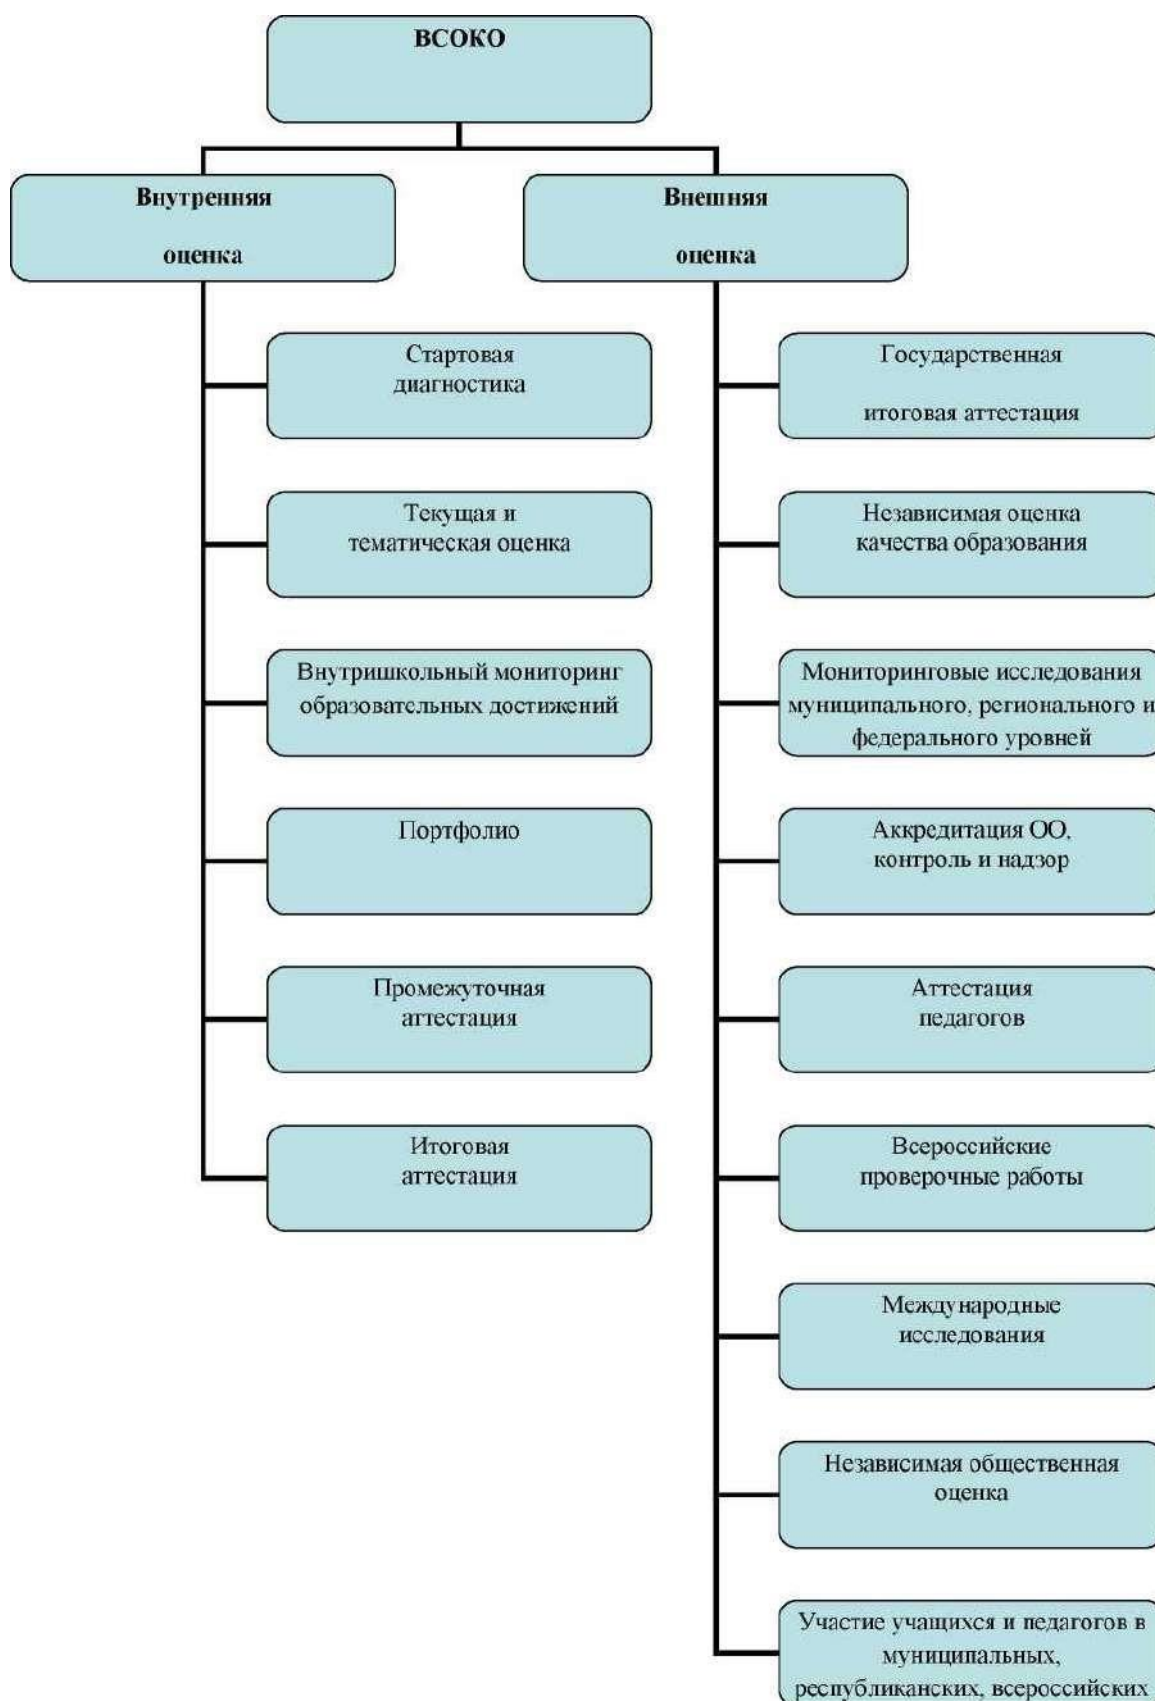 ВСОКО
Внутренняя
оценка
Внешняя
оценка
Стартовая
диагностика
Текущая и
тематическая оценка
Внутришкольный мониторинг
образовательных достижений
Портфолио
Промежуточная
аттестация
Итоговая
аттестация
Государственная
итоговая аттестация
Независимая оценка
качества образования
Мониторинговые исследования
муниципального, регионального и
федерального уровней
Аккредитация ОО,
контроль и надзор
Аттестация
педагогов
Всероссийские
проверочные работы
Международные
исследования
Независимая общественная
оценка
Участие учащихся и педагогов в
муниципальных,
республиканских, всероссийских